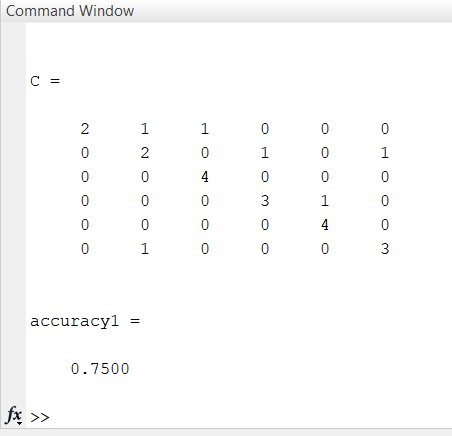 Command Window
C =
2 1 1 0 0 0
0 2 0 1 0 1
0 0 4 0 0 0
0 0 0 3 1 0
0 0 0 0 4 0
0 1 0 0 0 3
accuracy1 =
0.7500
fx >>